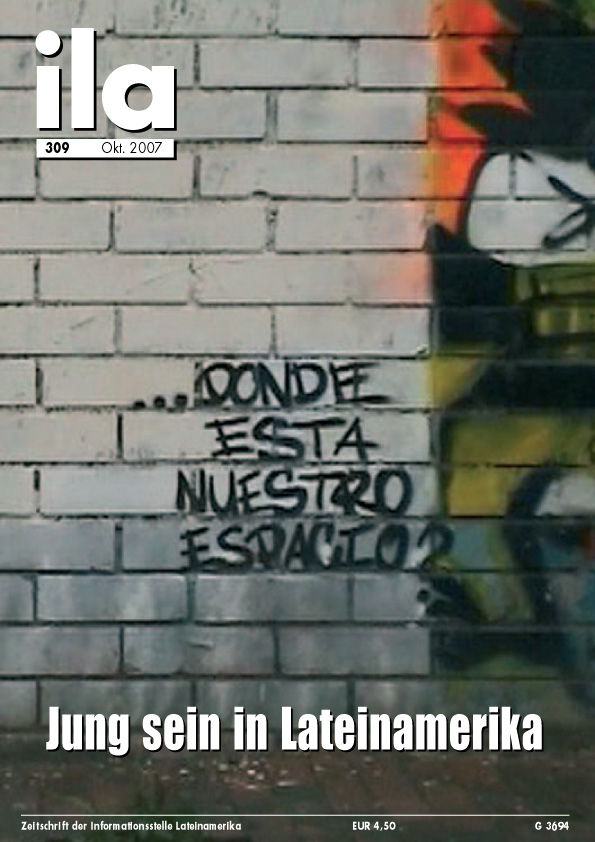 ila
309 Okt. 2007
...DONDE
ESTA
NUESTRO
ESPACIO?
Jung sein in Lateinamerika
Zeitschrift der Informationsstelle Lateinamerika EUR 4,50 G 3694